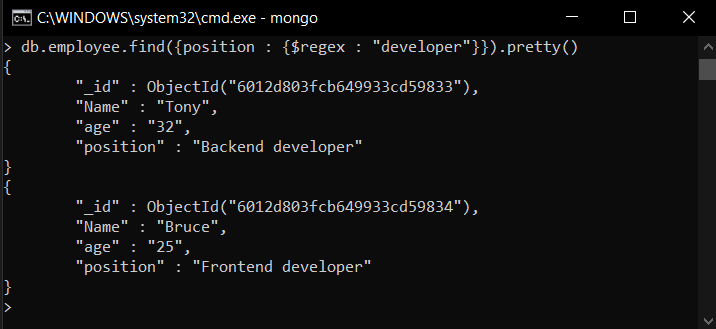 C:\WINDOWS\system32\cmd.exe - mongo
> db.employee.find({position : {$regex : "developer"}}).pretty()
{
        "_id" : ObjectId("6012d803fcb649933cd59833"),
        "Name" : "Tony",
        "age" : "32",
        "position" : "Backend developer"
}
{
        "_id" : ObjectId("6012d803fcb649933cd59834"),
        "Name" : "Bruce",
        "age" : "25",
        "position" : "Frontend developer"
}
>